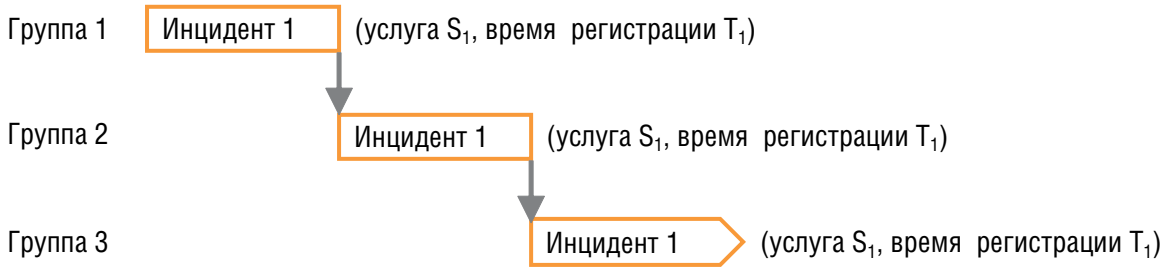 Группа 1 Инцидент 1 (услуга S₁, время регистрации T₁)
Группа 2 Инцидент 1 (услуга S₁, время регистрации T₁)
Группа 3 Инцидент 1 (услуга S₁, время регистрации T₁)